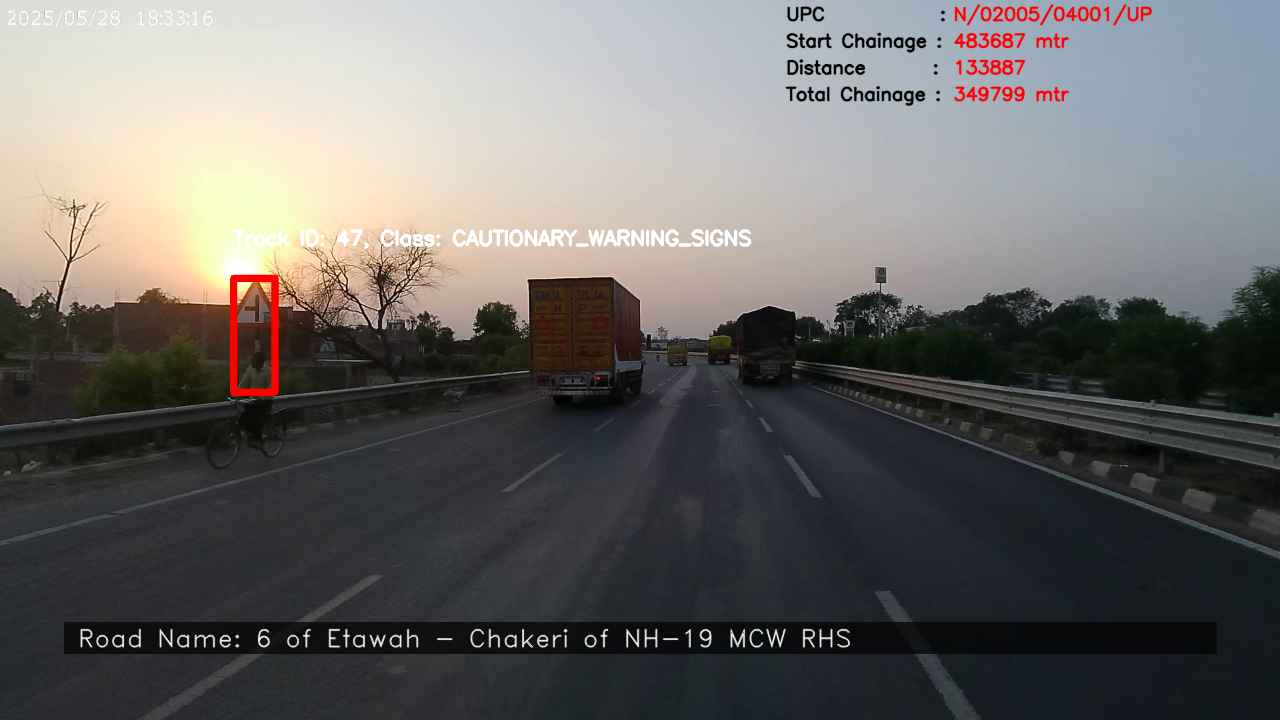 2025/05/28 18:33:16
UPC : N/02005/04001/UP
Start Chainage : 483687 mtr
Distance : 133887
Total Chainage : 349799 mtr
Track ID: 47, Class: CAUTIONARY_WARNING_SIGNS
Road Name: 6 of Etawah - Chakeri of NH-19 MCW RHS